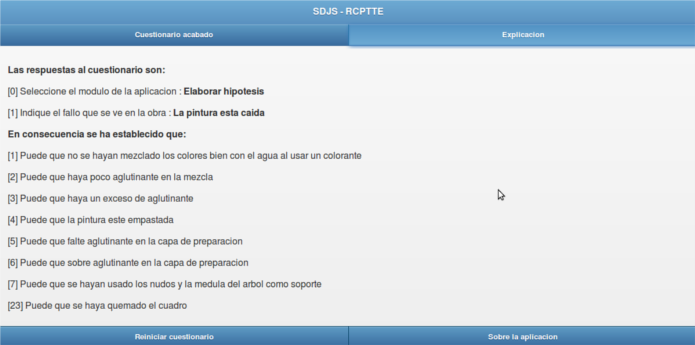 SDJS - RCPTTE
Cuestionario acabado
Explicacion
Las respuestas al cuestionario son:
[0] Seleccione el modulo de la aplicacion : Elaborar hipotesis
[1] Indique el fallo que se ve en la obra : La pintura esta caida
En consecuencia se ha establecido que:
[1] Puede que no se hayan mezclado los colores bien con el agua al usar un colorante
[2] Puede que haya poco aglutinante en la mezcla
[3] Puede que haya un exceso de aglutinante
[4] Puede que la pintura este empastada
[5] Puede que falte aglutinante en la capa de preparacion
[6] Puede que sobre aglutinante en la capa de preparacion
[7] Puede que se hayan usado los nudos y la medula del arbol como soporte
[23] Puede que se haya quemado el cuadro
Reiniciar cuestionario
Sobre la aplicacion